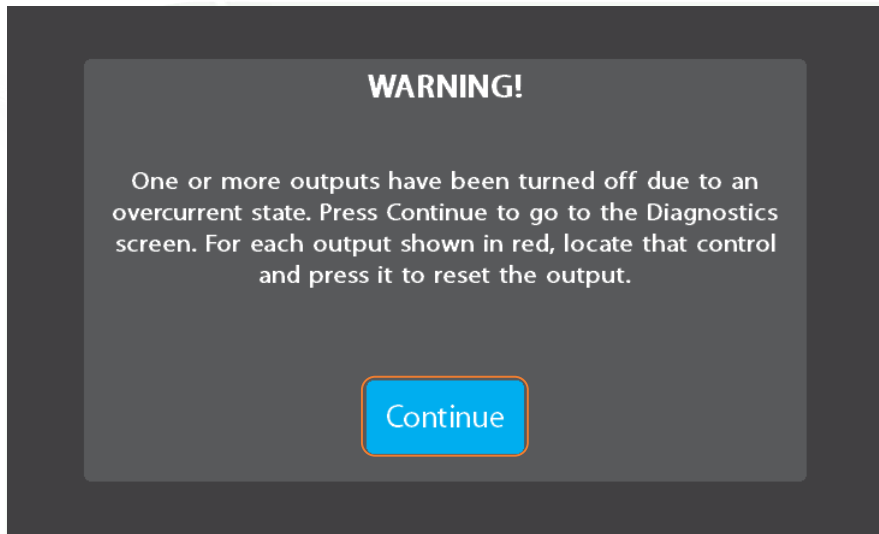 WARNING!
One or more outputs have been turned off due to an
overcurrent state. Press Continue to go to the Diagnostics
screen. For each output shown in red, locate that control
and press it to reset the output.
Continue